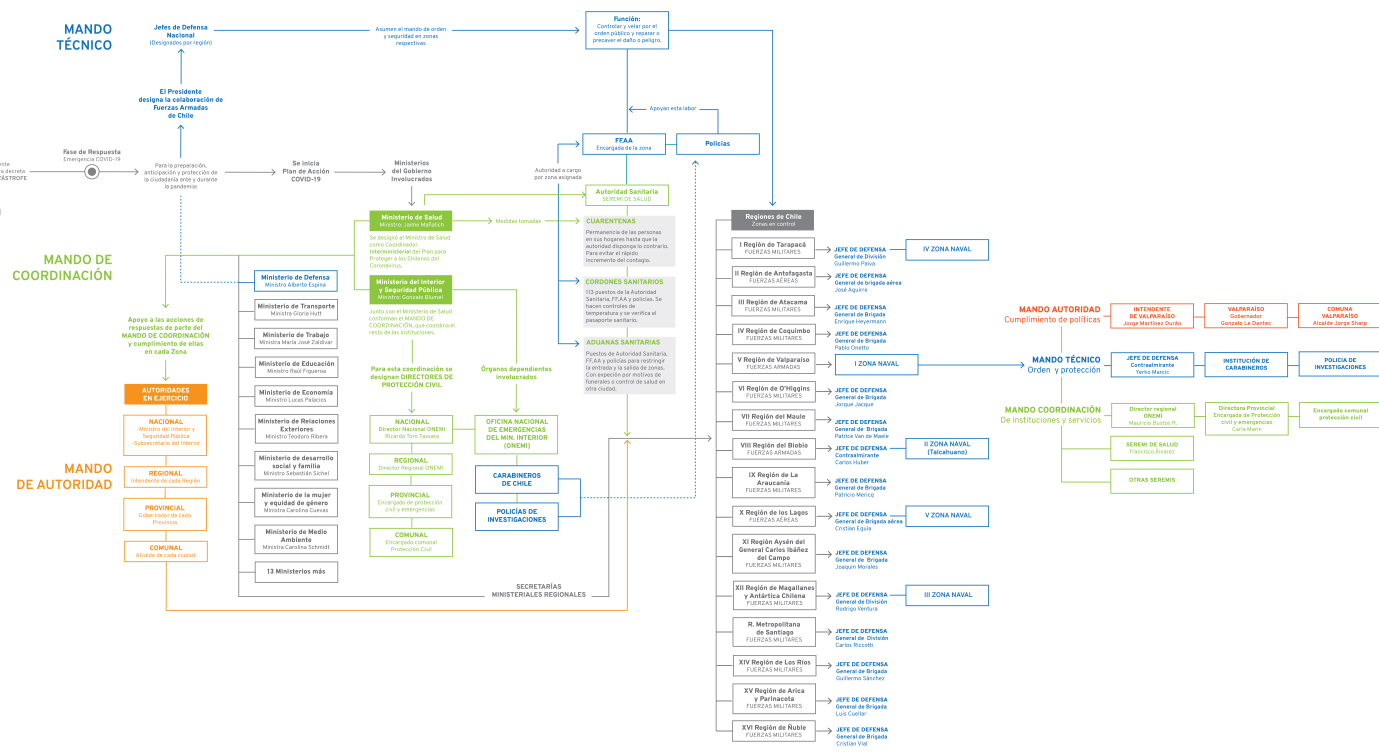 MANDO
TÉCNICO
Jefes de Defensa
Nacional
(Designados por región)
Asumen el mando de orden
y seguridad en zonas
respectivas
Función:
Controlar y velar por el
orden público y reparar o
precaver el daño o peligro.
El Presidente
designa la colaboración de
Fuerzas Armadas
de Chile
Apoyan esta labor
FF.AA
Encargada de la zona
Policías
Fase de Respuesta
Emergencia COVID-19
Para la preparación,
anticipación y protección de
la ciudadanía ante y durante
la pandemia:
Se inicia
Plan de Acción
COVID-19
Ministerios
del Gobierno
Involucrados
Autoridad a cargo
por zona asignada
Autoridad Sanitaria
SEREMI DE SALUD
MANDO DE
COORDINACIÓN
Ministerio de Salud
Ministro: Jaime Mañalich
Medidas tomadas
Se designó al Ministro de Salud
como Coordinador
Interministerial del Plan para
Proteger a los Chilenos del
Coronavirus.
Ministerio del Interior
y Seguridad Pública
Ministro: Gonzalo Blumel
Junto con el Ministerio de Salud
conforman el MANDO DE
COORDINACIÓN, que coordina el
resto de las instituciones.
CUARENTENAS
Permanencia de las personas
en sus hogares hasta que la
autoridad disponga lo contrario.
Para evitar el rápido
incremento del contagio.
CORDONES SANITARIOS
113 puestos de la Autoridad
Sanitaria, FF.AA y policías. Se
hacen controles de
temperatura y se verifica el
pasaporte sanitario.
ADUANAS SANITARIAS
Puestos de Autoridad Sanitaria,
FF,AA y policías para restringir
la entrada y la salida de zonas.
Con expeción por motivos de
funerales o control de salud en
otra ciudad.
Apoyo a las acciones de
respuestas de parte del
MANDO DE COORDINACIÓN
y cumplimiento de ellas
en cada Zona
Ministerio de Defensa
Ministro Alberto Espina
Ministerio de Transporte
Ministra Gloria Hutt
Ministerio de Trabajo
Ministra María José Zaldívar
Ministerio de Educación
Ministro Raúl Figueroa
Ministerio de Economía
Ministro Lucas Palacios
Ministerio de Relaciones
Exteriores
Ministro Teodoro Ribera
Ministerio de desarrollo
social y familia
Ministro Sebastián Sichel
Ministerio de la mujer
y equidad de género
Ministra Carolina Cuevas
Ministerio de Medio
Ambiente
Ministra Carolina Schmidt
13 Ministerios más
Para esta coordinación se
designan DIRECTORES DE
PROTECCIÓN CIVIL
Órganos dependientes
involucrados
NACIONAL
Director Nacional ONEMI
Ricardo Toro Tassara
REGIONAL
Director Regional ONEMI
PROVINCIAL
Encargado de protección
civil y emergencias
COMUNAL
Encargado comunal
Protección Civil
OFICINA NACIONAL
DE EMERGENCIAS
DEL MIN. INTERIOR
(ONEMI)
CARABINEROS
DE CHILE
POLICÍAS DE
INVESTIGACIONES
MANDO
DE AUTORIDAD
AUTORIDADES
EN EJERCICIO
NACIONAL
-Ministro del Interior y
Seguridad Pública
-Subsecretario del Interior
REGIONAL
Intendente de cada Región
PROVINCIAL
Gobernador de cada
Provincia.
COMUNAL
Alcalde de cada ciudad.
SECRETARÍAS
MINISTERIALES REGIONALES
Regiones de Chile
Zonas en control
I Región de Tarapacá
FUERZAS MILITARES
JEFE DE DEFENSA
General de División
Guillermo Paiva
IV ZONA NAVAL
II Región de Antofagasta
FUERZAS AÉREAS
JEFE DE DEFENSA
General de brigada aérea
José Aguirre
III Región de Atacama
FUERZAS MILITARES
JEFE DE DEFENSA
General de Brigada
Enrique Heyermann
IV Región de Coquimbo
FUERZAS MILITARES
JEFE DE DEFENSA
General de Brigada
Pablo Onetto
V Región de Valparaíso
FUERZAS ARMADAS
I ZONA NAVAL
VI Región de O'Higgins
FUERZAS MILITARES
JEFE DE DEFENSA
General de Brigada
Jorque Jacque
VII Región del Maule
FUERZAS MILITARES
JEFE DE DEFENSA
General de Brigada
Patrice Van de Maele
VIII Región del Biobío
FUERZAS ARMADAS
JEFE DE DEFENSA
Contraalmirante
Carlos Huber
II ZONA NAVAL
(Talcahuano)
IX Región de La
Araucanía
FUERZAS MILITARES
JEFE DE DEFENSA
General de Brigada
Patricio Mericq
X Región de los Lagos
FUERZAS AÉREAS
JEFE DE DEFENSA
General de Brigada aérea
Cristian Eguía
V ZONA NAVAL
XI Región Aysén del
General Carlos Ibáñez
del Campo
FUERZAS MILITARES
JEFE DE DEFENSA
General de Brigada
Joaquín Morales
XII Región de Magallanes
y Antártica Chilena
FUERZAS MILITARES
JEFE DE DEFENSA
General de División
Rodrigo Ventura
III ZONA NAVAL
R. Metropolitana
de Santiago
FUERZAS MILITARES
JEFE DE DEFENSA
General de División
Carlos Riccotti
XIV Región de Los Ríos
FUERZAS MILITARES
JEFE DE DEFENSA
General de Brigada
Guillermo Sánchez
XV Región de Arica
y Parinacota
FUERZAS MILITARES
JEFE DE DEFENSA
General de Brigada
Luis Cuellar
XVI Región de Ñuble
FUERZAS MILITARES
JEFE DE DEFENSA
General de Brigada
Cristian Vial
MANDO AUTORIDAD
Cumplimiento de políticas
INTENDENTE
DE VALPARAÍSO
Jorge Martínez Durán
VALPARAÍSO
Gobernador
Gonzalo Le Dantec
COMUNA
VALPARAÍSO
Alcalde Jorge Sharp
MANDO TÉCNICO
Orden y protección
JEFE DE DEFENSA
Contraalmirante
Yerko Marcic
INSTITUCIÓN DE
CARABINEROS
POLICIA DE
INVESTIGACIONES
MANDO COORDINACIÓN
De instituciones y servicios
Director regional
ONEMI
Mauricio Bustos R.
Directora Provincial
Encargada de Protección
civil y emergencias
Carla Marin
Encargado comunal
protección civil
SEREMI DE SALUD
Francisco Álvarez
OTRAS SEREMIS